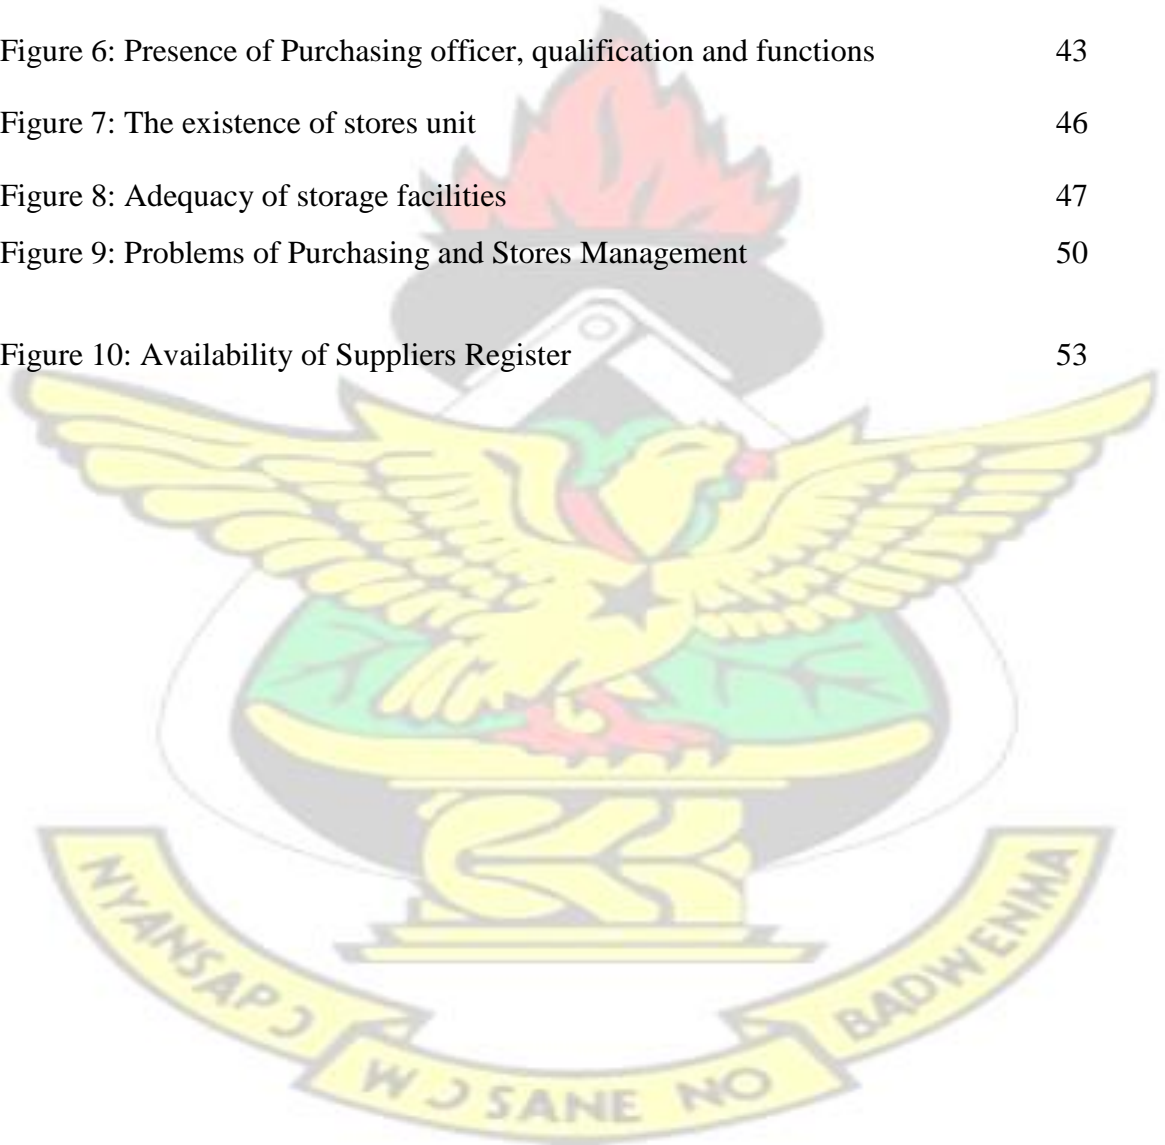 Figure 6: Presence of Purchasing officer, qualification and functions 43
Figure 7: The existence of stores unit 46
Figure 8: Adequacy of storage facilities 47
Figure 9: Problems of Purchasing and Stores Management 50
Figure 10: Availability of Suppliers Register 53
NYANSAPƆ WƆ SANE NO BADWENMA